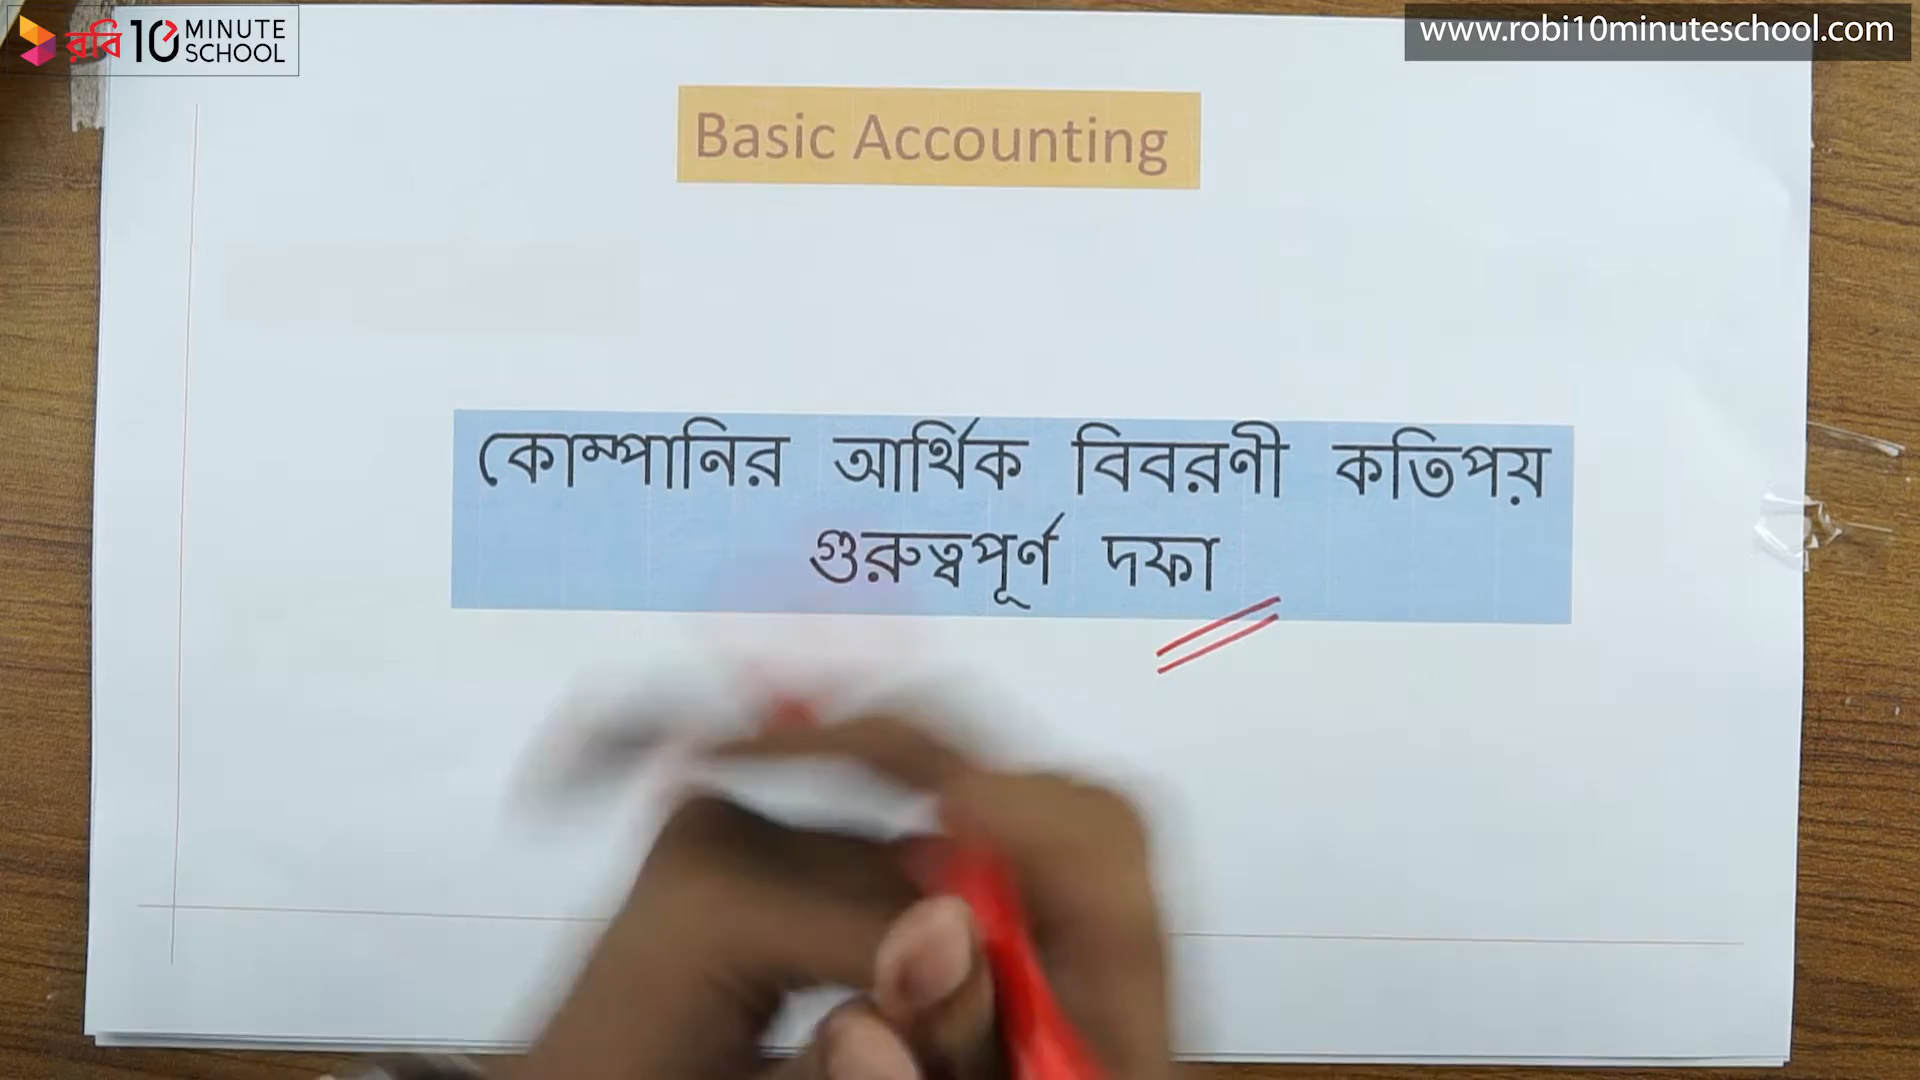 রবি 10 MINUTE SCHOOL
www.robi10minuteschool.com
Basic Accounting
কোম্পানির আর্থিক বিবরণী কতিপয়
গুরুত্বপূর্ণ দফা